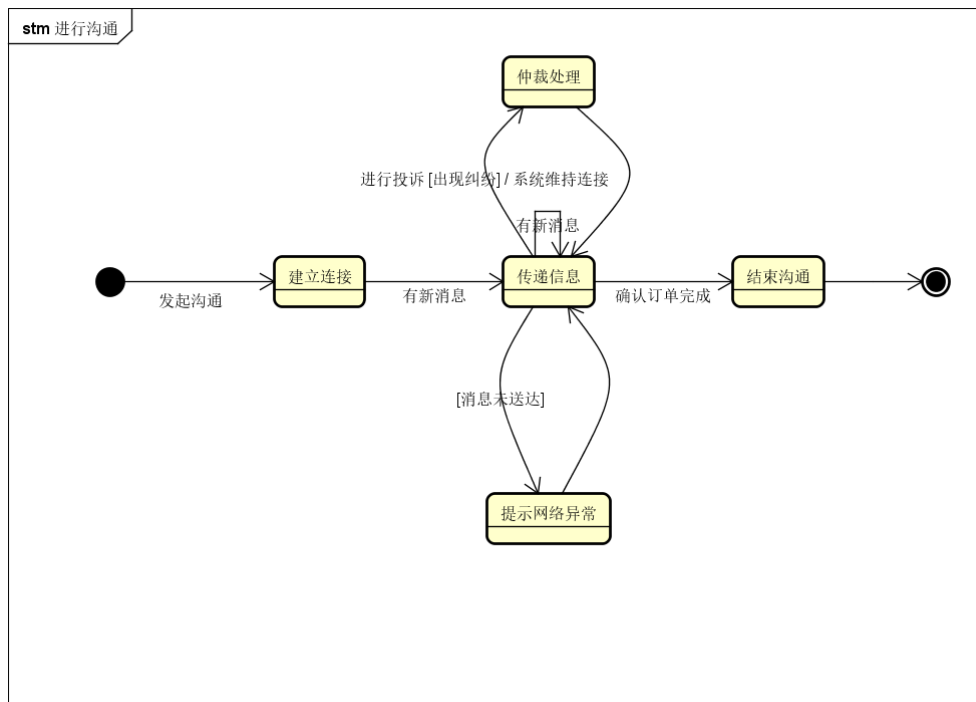 stm 进行沟通
仲裁处理
进行投诉 [出现纠纷] / 系统维持连接
有新消息
建立连接
传递信息
结束沟通
发起沟通
有新消息
确认订单完成
[消息未送达]
提示网络异常